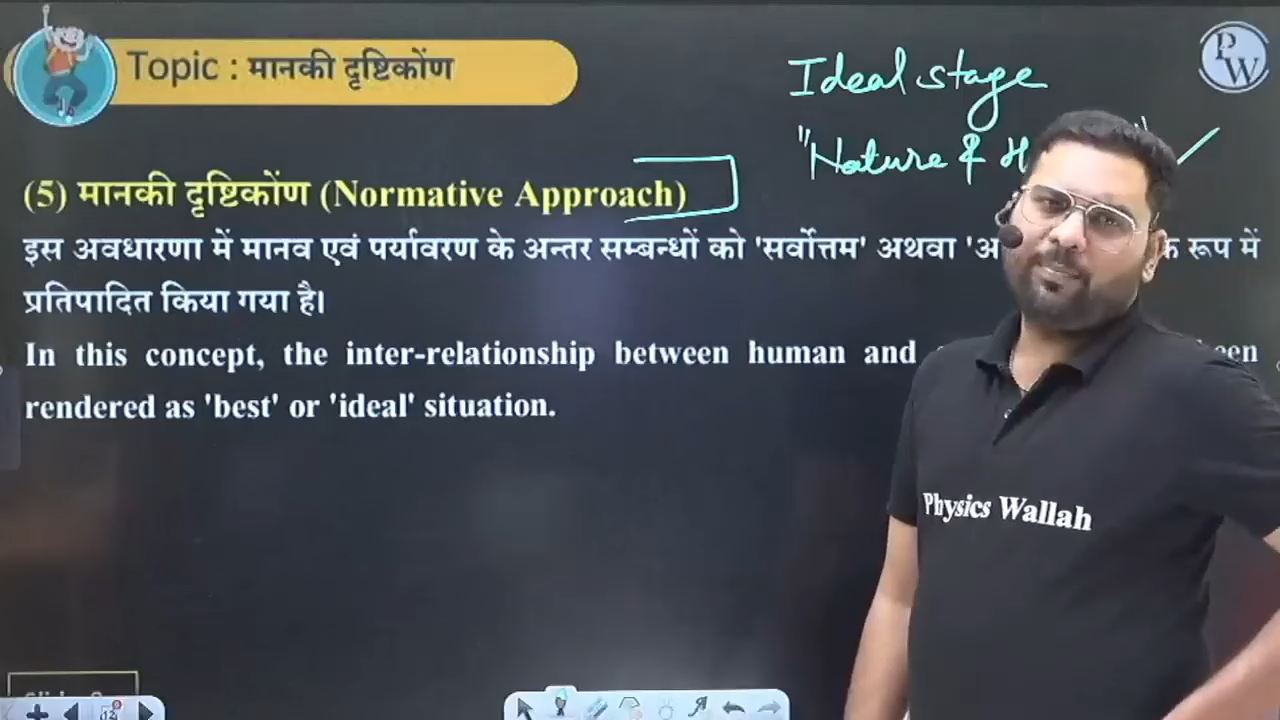 Topic : मानकी दृष्टिकोंण
PW
Ideal stage
"Nature & H
(5) मानकी दृष्टिकोंण (Normative Approach)
इस अवधारणा में मानव एवं पर्यावरण के अन्तर सम्बन्धों को 'सर्वोत्तम' अथवा रूप में
प्रतिपादित किया गया है।
In this concept, the inter-relationship between human and
rendered as 'best' or 'ideal' situation.
Physics Wallah